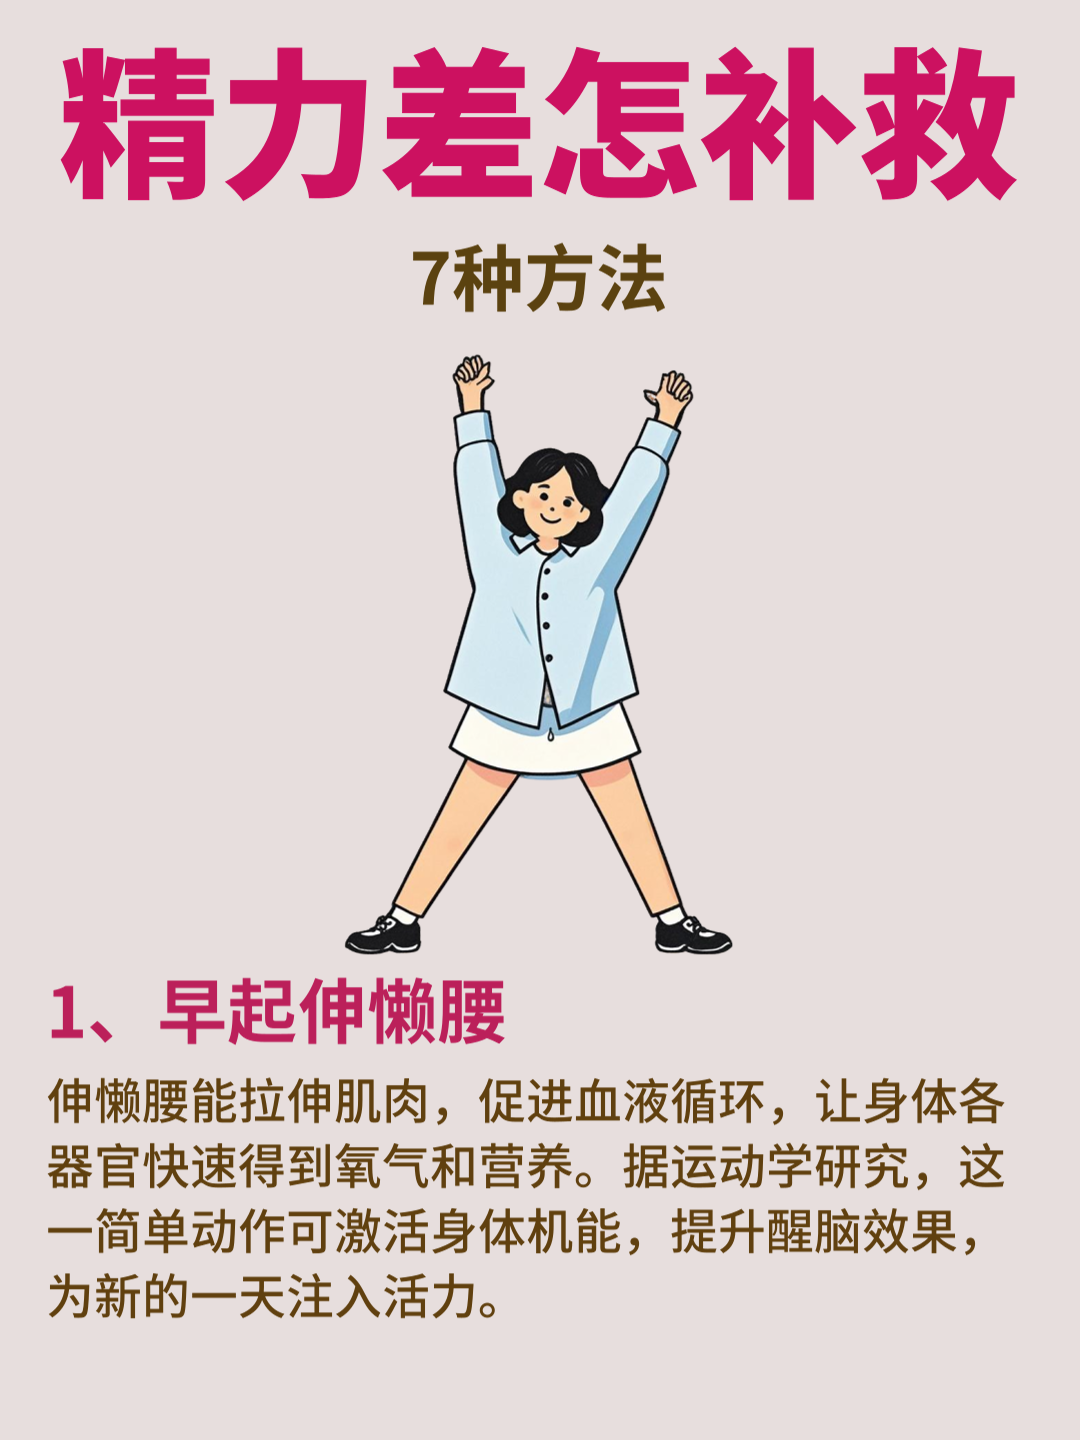 精力差怎补救
7种方法
1、早起伸懒腰
伸懒腰能拉伸肌肉，促进血液循环，让身体各
器官快速得到氧气和营养。据运动学研究，这
一简单动作可激活身体机能，提升醒脑效果，
为新的一天注入活力。